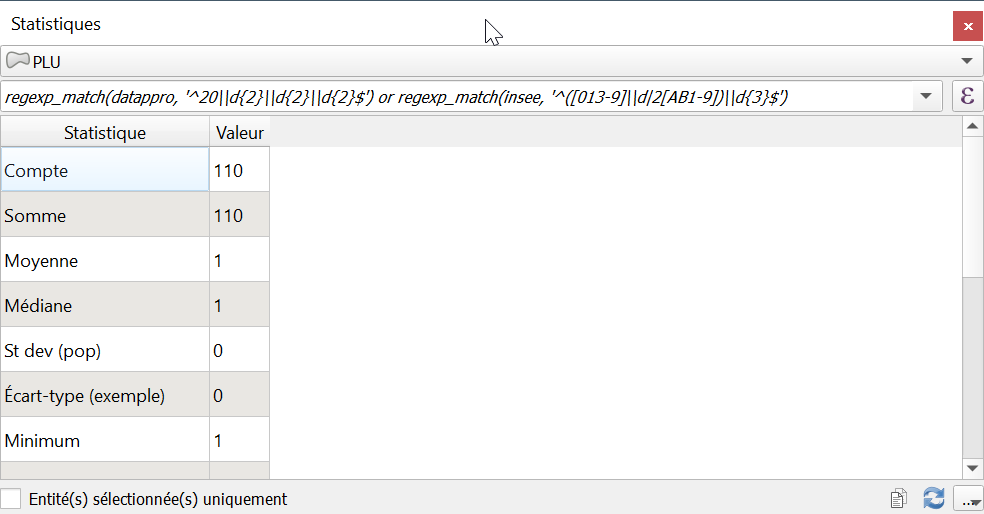 Statistiques
PLU
regexp_match(datappro, '^20||d{2}||d{2}||d{2}$') or regexp_match(insee, '^([013-9]||d|2[AB1-9])||d{3}$')
ε
Statistique Valeur
Compte 110
Somme 110
Moyenne 1
Médiane 1
St dev (pop) 0
Écart-type (exemple) 0
Minimum 1
Entité(s) sélectionnée(s) uniquement ...